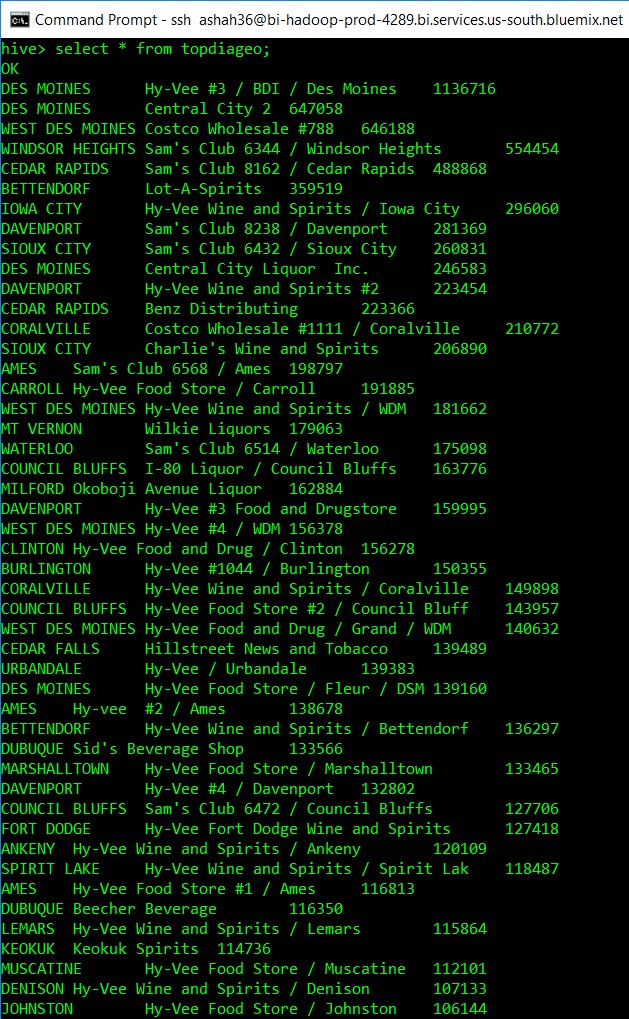 Command Prompt - ssh ashah36@bi-hadoop-prod-4289.bi.services.us-south.bluemix.net
hive> select * from topdiageo;
OK
DES MOINES Hy-Vee #3 / BDI / Des Moines 1136716
DES MOINES Central City 2 647058
WEST DES MOINES Costco Wholesale #788 646188
WINDSOR HEIGHTS Sam's Club 6344 / Windsor Heights 554454
CEDAR RAPIDS Sam's Club 8162 / Cedar Rapids 488868
BETTENDORF Lot-A-Spirits 359519
IOWA CITY Hy-Vee Wine and Spirits / Iowa City 296060
DAVENPORT Sam's Club 8238 / Davenport 281369
SIOUX CITY Sam's Club 6432 / Sioux City 260831
DES MOINES Central City Liquor  Inc. 246583
DAVENPORT Hy-Vee Wine and Spirits #2 223454
CEDAR RAPIDS Benz Distributing 223366
CORALVILLE Costco Wholesale #1111 / Coralville 210772
SIOUX CITY Charlie's Wine and Spirits 206890
AMES Sam's Club 6568 / Ames 198797
CARROLL Hy-Vee Food Store / Carroll 191885
WEST DES MOINES Hy-Vee Wine and Spirits / WDM 181662
MT VERNON Wilkie Liquors 179063
WATERLOO Sam's Club 6514 / Waterloo 175098
COUNCIL BLUFFS I-80 Liquor / Council Bluffs 163776
MILFORD Okoboji Avenue Liquor 162884
DAVENPORT Hy-Vee #3 Food and Drugstore 159995
WEST DES MOINES Hy-Vee #4 / WDM 156378
CLINTON Hy-Vee Food and Drug / Clinton 156278
BURLINGTON Hy-Vee #1044 / Burlington 150355
CORALVILLE Hy-Vee Wine and Spirits / Coralville 149898
COUNCIL BLUFFS Hy-Vee Food Store #2 / Council Bluff 143957
WEST DES MOINES Hy-Vee Food and Drug / Grand / WDM 140632
CEDAR FALLS Hillstreet News and Tobacco 139489
URBANDALE Hy-Vee / Urbandale 139383
DES MOINES Hy-Vee Food Store / Fleur / DSM 139160
AMES Hy-vee  #2 / Ames 138678
BETTENDORF Hy-Vee Wine and Spirits / Bettendorf 136297
DUBUQUE Sid's Beverage Shop 133566
MARSHALLTOWN Hy-Vee Food Store / Marshalltown 133465
DAVENPORT Hy-Vee #4 / Davenport 132802
COUNCIL BLUFFS Sam's Club 6472 / Council Bluffs 127706
FORT DODGE Hy-Vee Fort Dodge Wine and Spirits 127418
ANKENY Hy-Vee Wine and Spirits / Ankeny 120109
SPIRIT LAKE Hy-Vee Wine and Spirits / Spirit Lak 118487
AMES Hy-Vee Food Store #1 / Ames 116813
DUBUQUE Beecher Beverage 116350
LEMARS Hy-Vee Wine and Spirits / Lemars 115864
KEOKUK Keokuk Spirits 114736
MUSCATINE Hy-Vee Food Store / Muscatine 112101
DENISON Hy-Vee Wine and Spirits / Denison 107133
JOHNSTON Hy-Vee Food Store / Johnston 106144